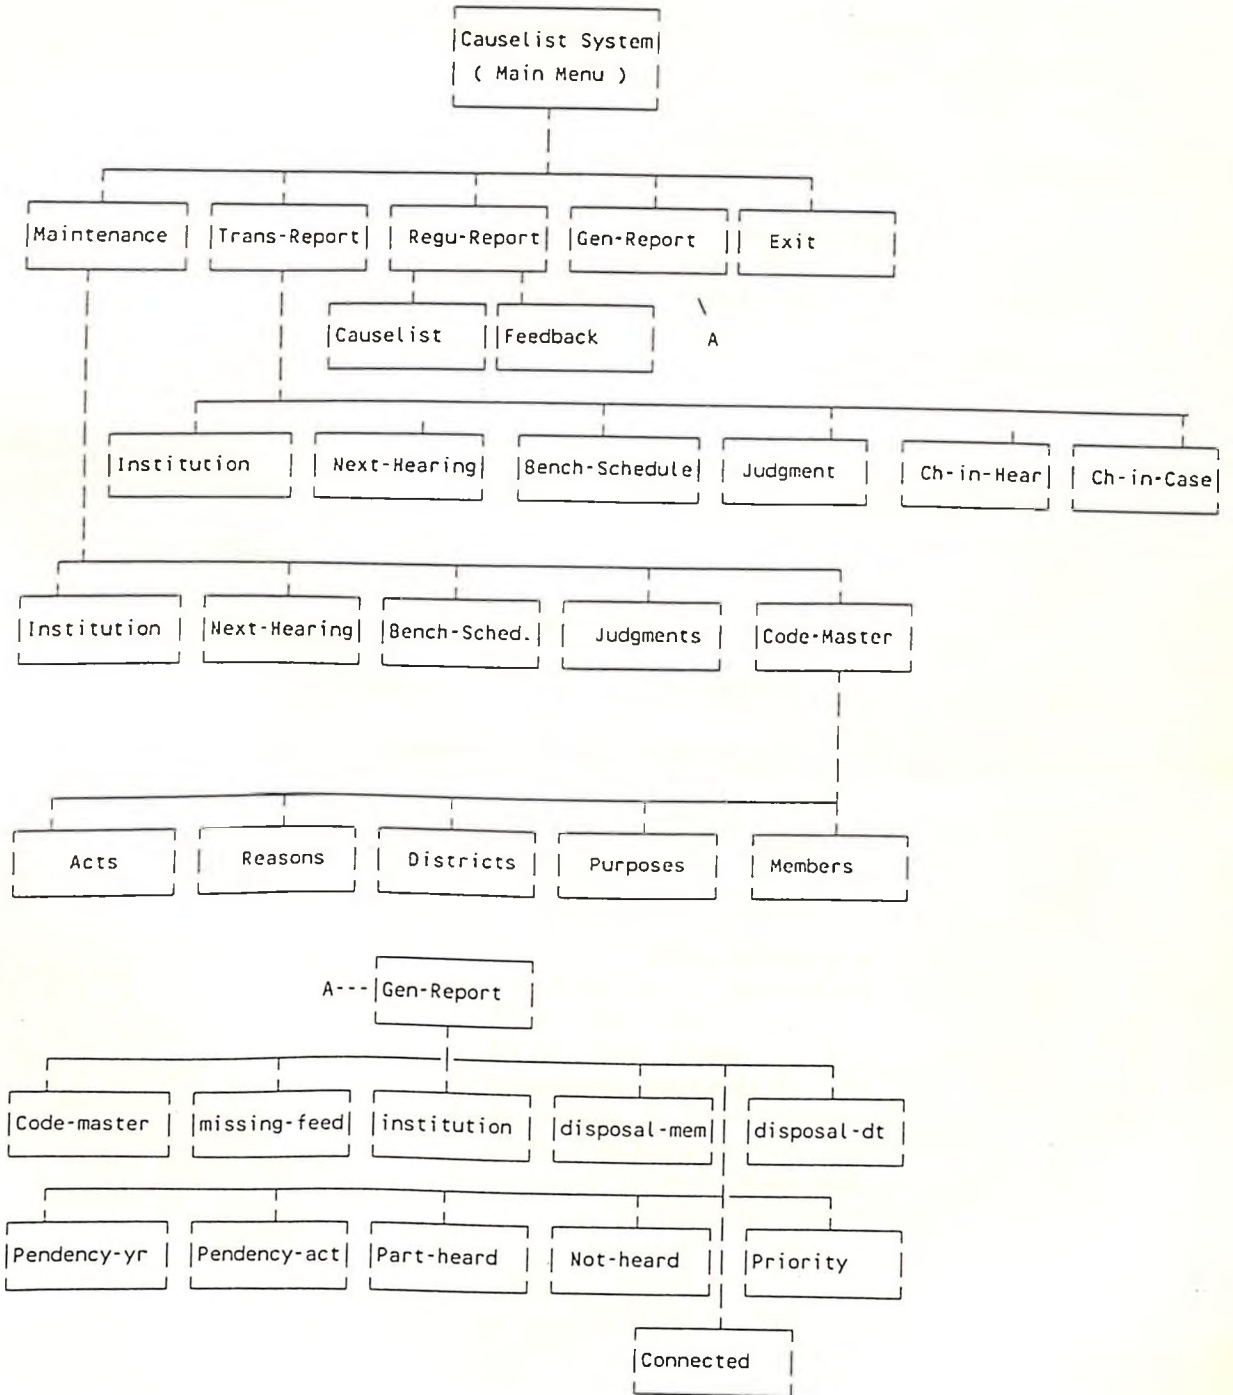 Causelist System
( Main Menu )
Maintenance Trans-Report Regu-Report Gen-Report Exit
Causelist Feedback A
Institution Next-Hearing Bench-Schedule Judgment Ch-in-Hear Ch-in-Case
Institution Next-Hearing Bench-Sched. Judgments Code-Master
Acts Reasons Districts Purposes Members
A--- Gen-Report
Code-master missing-feed institution disposal-mem disposal-dt
Pendency-yr Pendency-act Part-heard Not-heard Priority
Connected